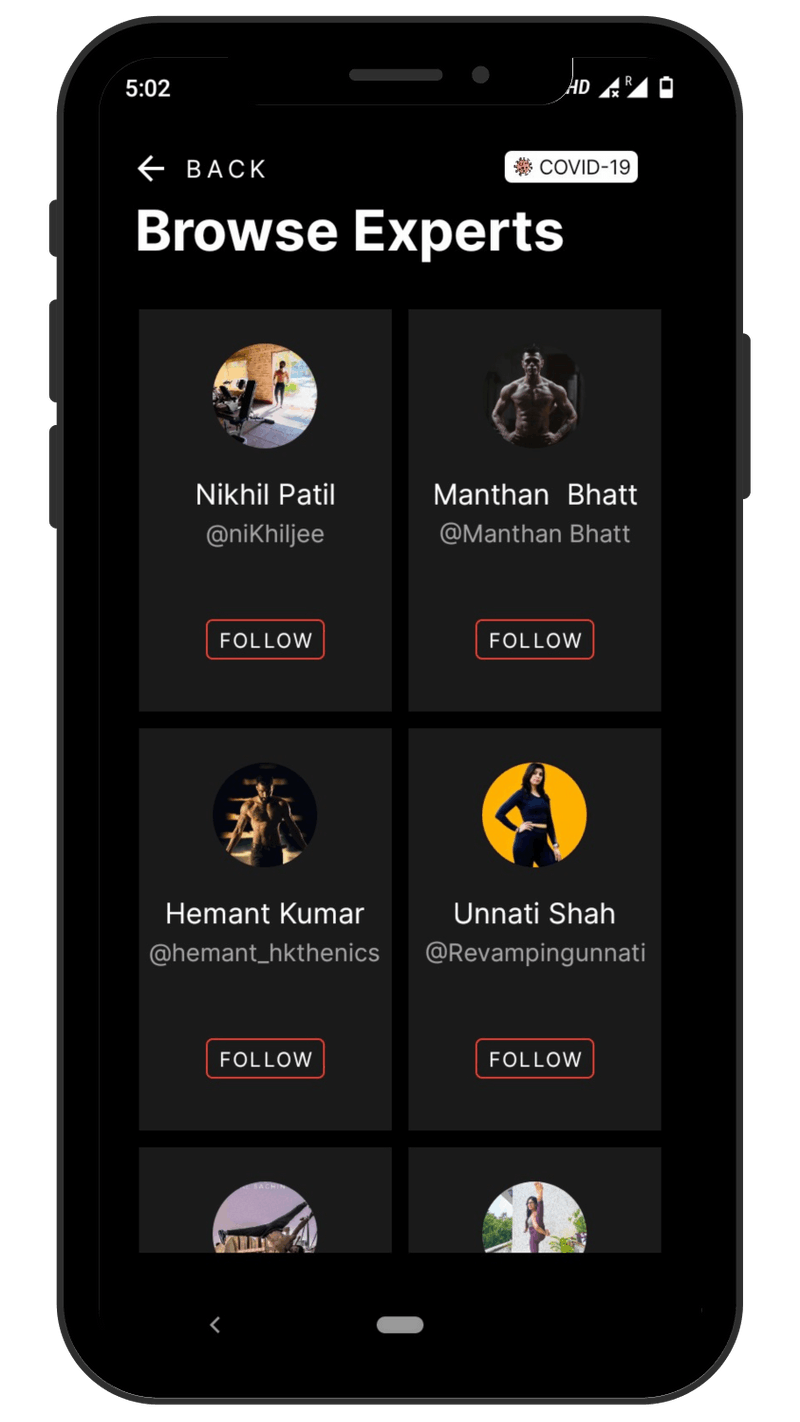 5:02
HD R
BACK
COVID-19
Browse Experts
Nikhil Patil
@niKhiljee
FOLLOW
Manthan  Bhatt
@Manthan Bhatt
FOLLOW
Hemant Kumar
@hemant_hkthenics
FOLLOW
Unnati Shah
@Revampingunnati
FOLLOW
SACHIN